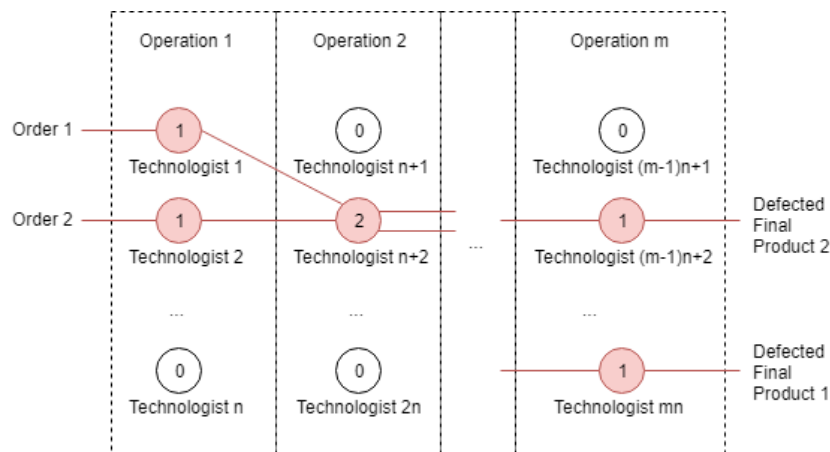 Operation 1
Operation 2
Operation m
Order 1
1
0
0
Technologist 1
Technologist n+1
Technologist (m-1)n+1
Order 2
1
2
1
Defected
Final
Product 2
Technologist 2
Technologist n+2
...
Technologist (m-1)n+2
...
...
...
0
0
1
Defected
Final
Product 1
Technologist n
Technologist 2n
Technologist mn